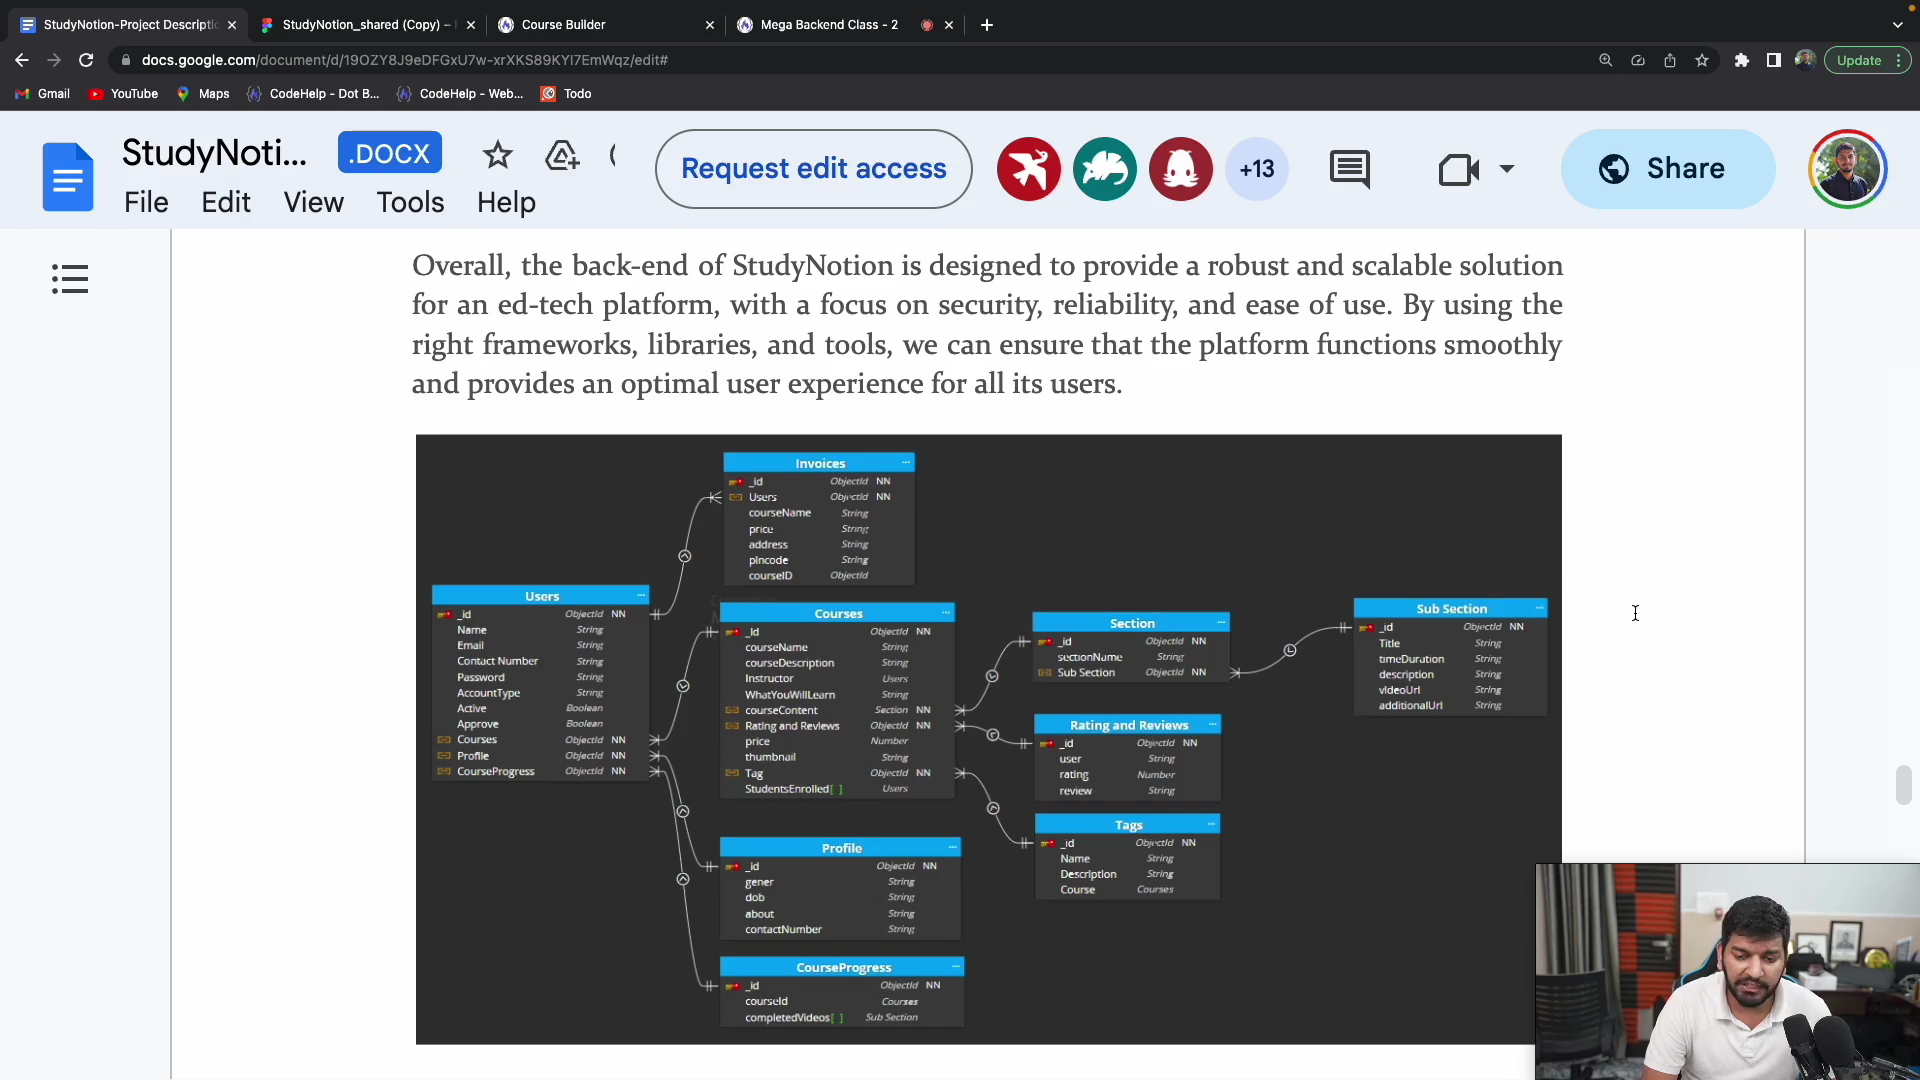 StudyNotion-Project Descripti
StudyNotion_shared (Copy) –
Course Builder
Mega Backend Class - 2
docs.google.com/document/d/19OZY8J9eDFGxU7w-xrXKS89KYl7EmWqz/edit#
Update
Gmail
YouTube
Maps
CodeHelp - Dot B...
CodeHelp - Web...
Todo
StudyNoti...
.DOCX
Request edit access
+13
Share
File Edit View Tools Help
Overall, the back-end of StudyNotion is designed to provide a robust and scalable solution
for an ed-tech platform, with a focus on security, reliability, and ease of use. By using the
right frameworks, libraries, and tools, we can ensure that the platform functions smoothly
and provides an optimal user experience for all its users.
Invoices
_id ObjectId NN
Users ObjectId NN
courseName String
price String
address String
pincode String
courseID ObjectId
Users
_id ObjectId NN
Name String
Email String
Contact Number String
Password String
AccountType String
Active Boolean
Approve Boolean
Courses ObjectId NN
Profile ObjectId NN
CourseProgress ObjectId NN
Courses
_id ObjectId NN
courseName String
courseDescription String
Instructor Users
WhatYouWillLearn String
courseContent Section NN
Rating and Reviews ObjectId NN
price Number
thumbnail String
Tag ObjectId NN
StudentsEnrolled[ ] Users
Section
_id ObjectId NN
sectionName String
Sub Section ObjectId NN
Sub Section
_id ObjectId NN
Title String
timeDuration String
description String
videoUrl String
additionalUrl String
Rating and Reviews
_id ObjectId NN
user String
rating Number
review String
Tags
_id ObjectId NN
Name String
Description String
Course Courses
Profile
_id ObjectId NN
gener String
dob String
about String
contactNumber String
CourseProgress
_id ObjectId NN
courseId Courses
completedVideos[ ] Sub Section